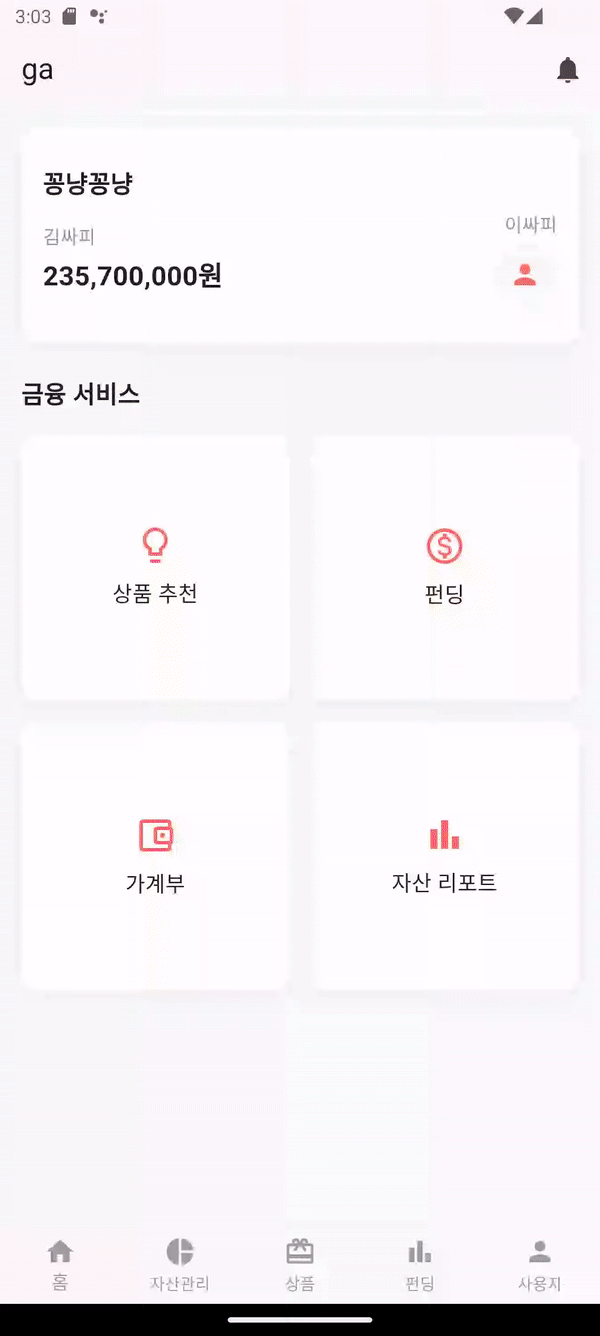 3:03
ga
꽁냥꽁냥
김싸피
이싸피
235,700,000원
금융 서비스
상품 추천
펀딩
가계부
자산 리포트
홈
자산관리
상품
펀딩
사용자